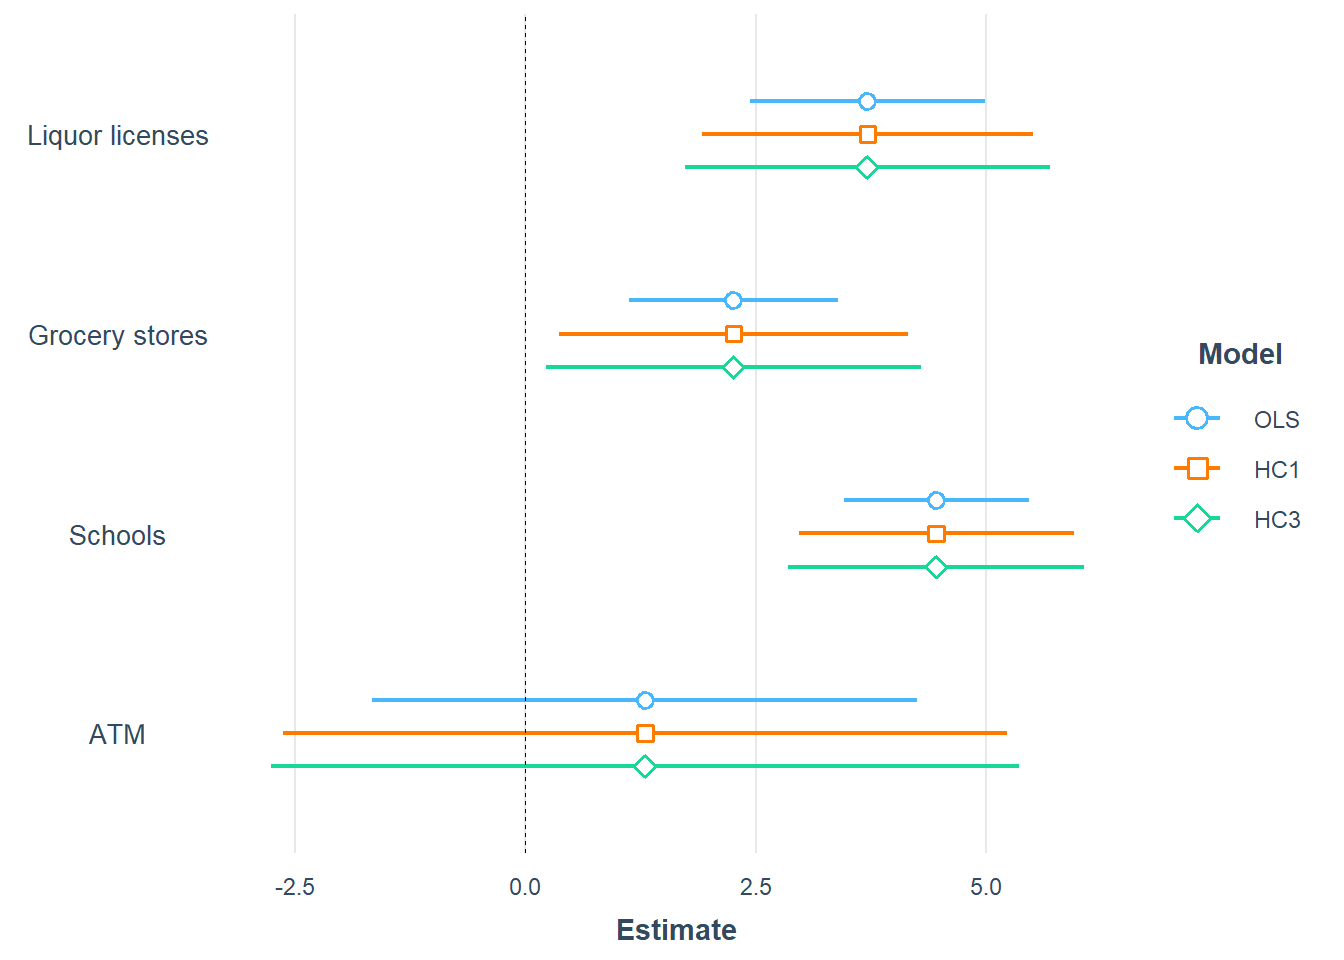 Liquor licenses
Grocery stores
Schools
ATM
-2.5
0.0
2.5
5.0
Estimate
Model
OLS
HC1
HC3